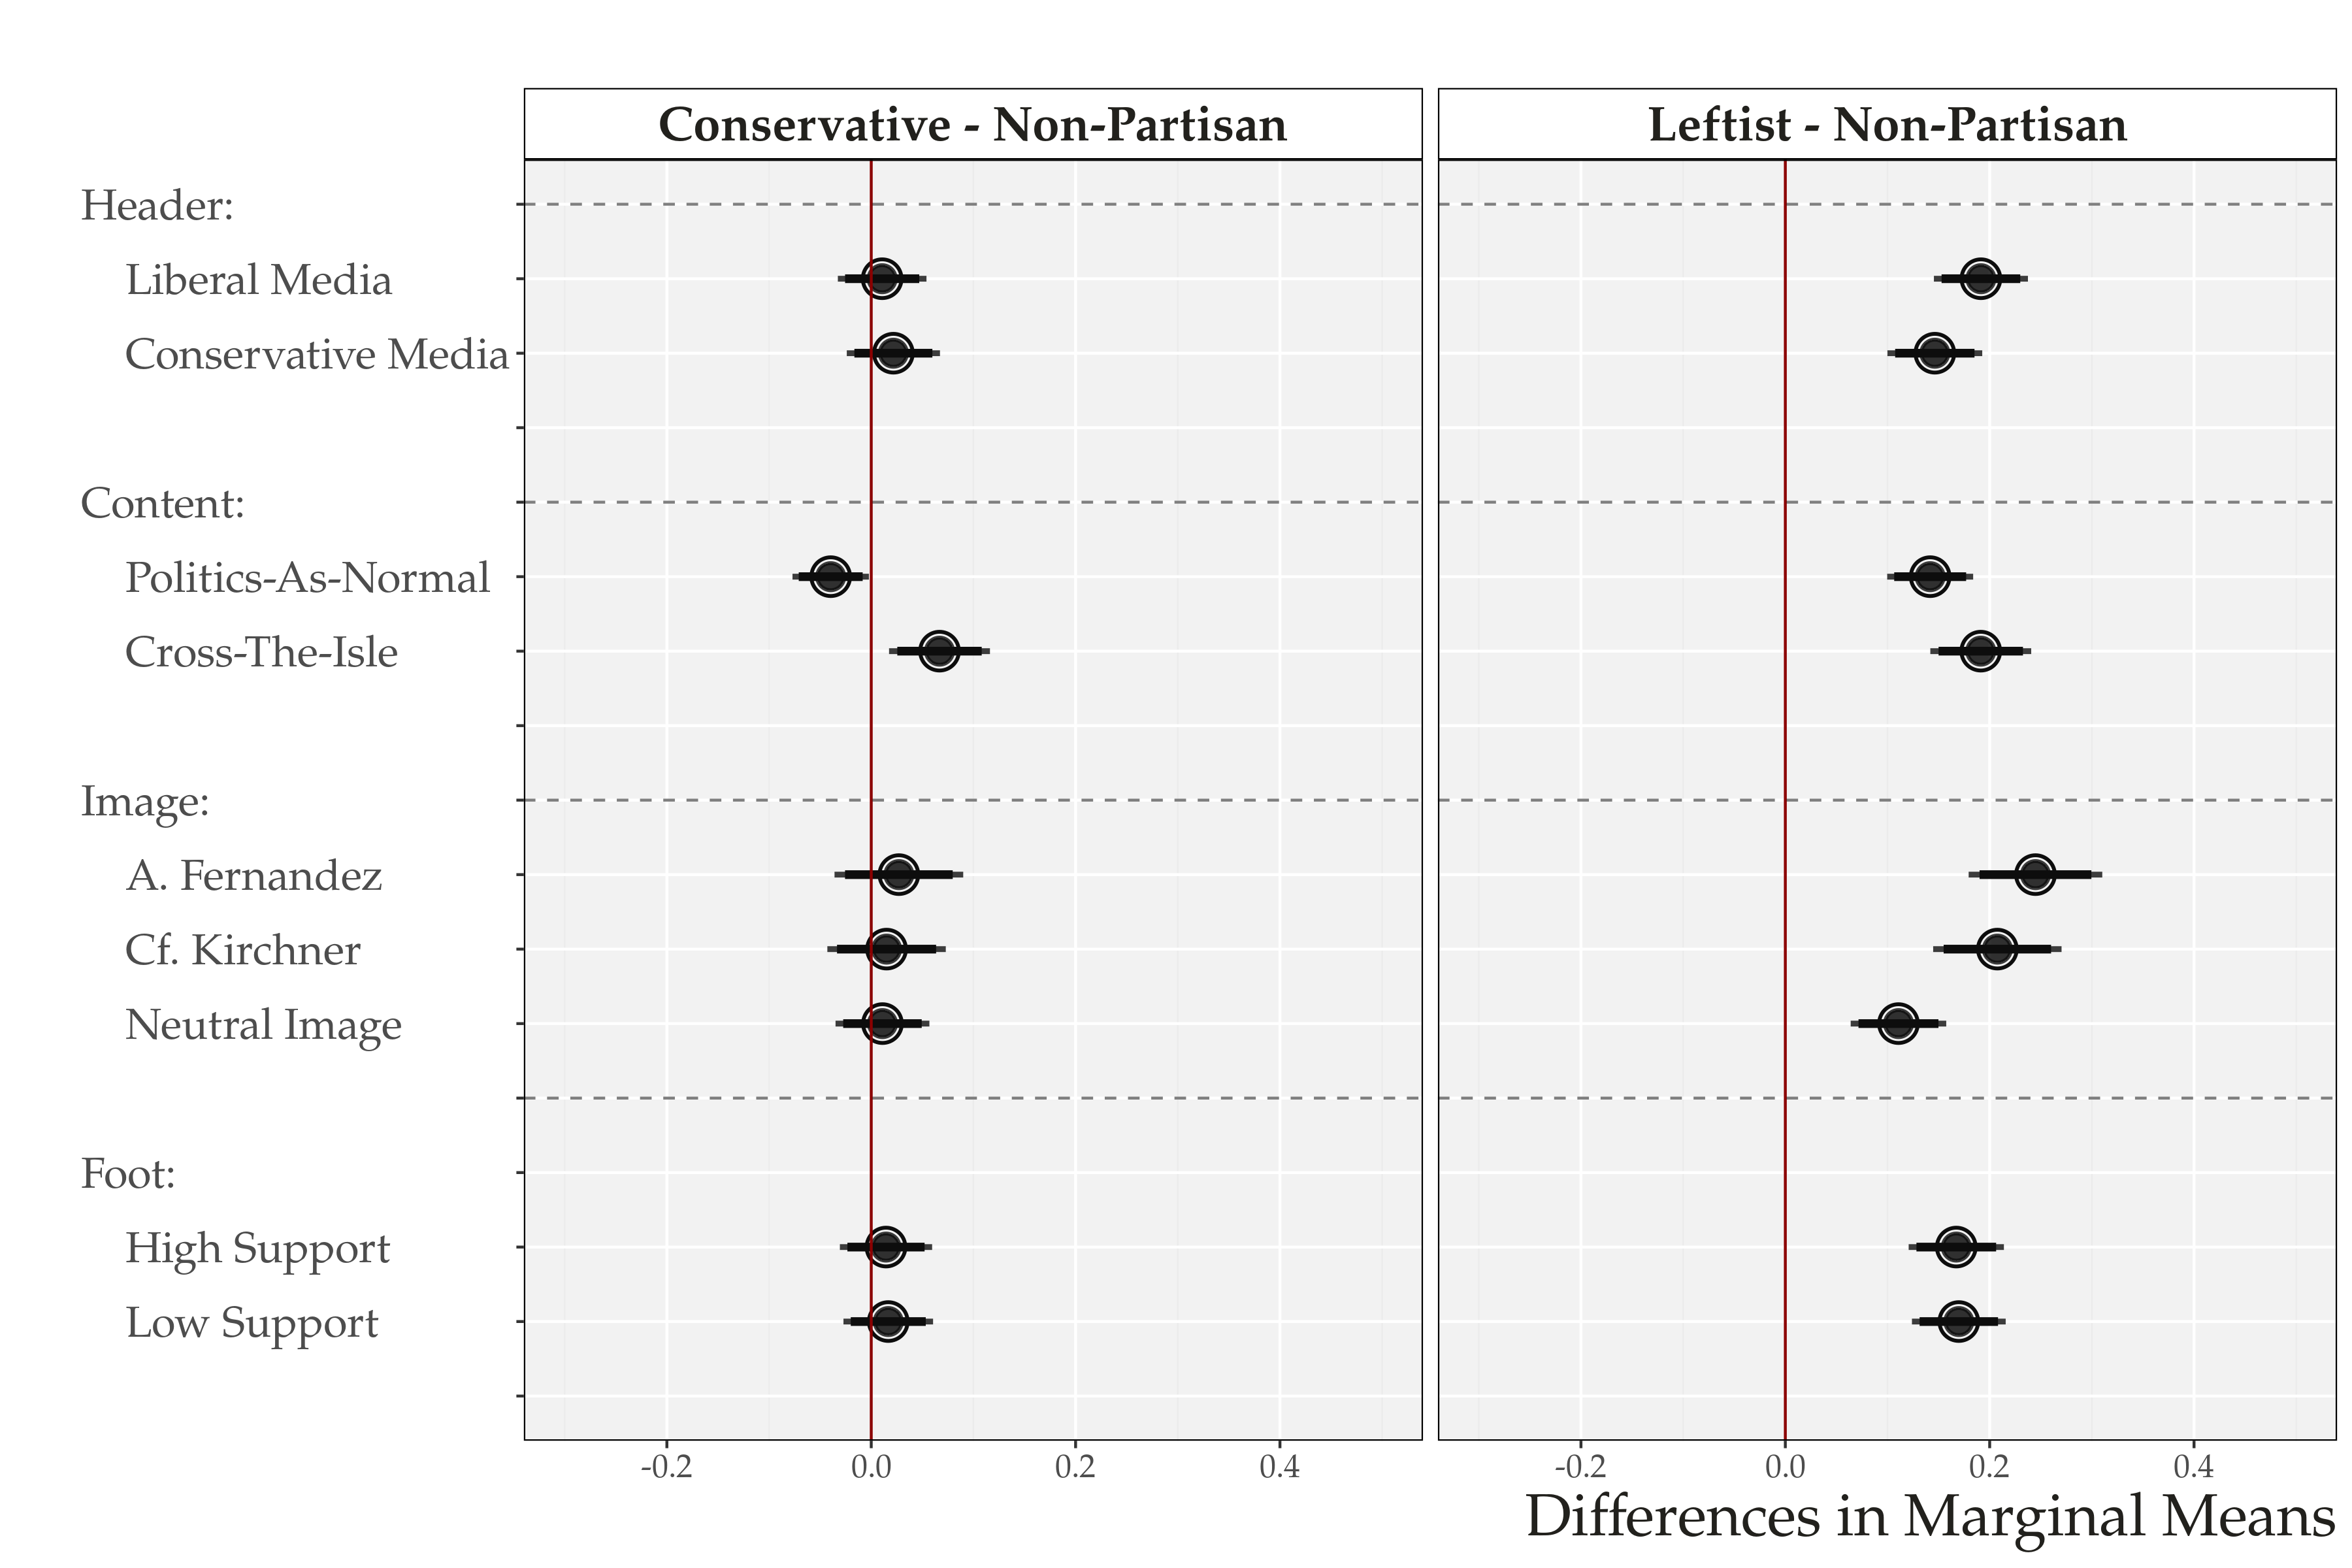 Conservative - Non-Partisan
Leftist - Non-Partisan
Header:
Liberal Media
Conservative Media
Content:
Politics-As-Normal
Cross-The-Isle
Image:
A. Fernandez
Cf. Kirchner
Neutral Image
Foot:
High Support
Low Support
-0.2 0.0 0.2 0.4
-0.2 0.0 0.2 0.4
Differences in Marginal Means